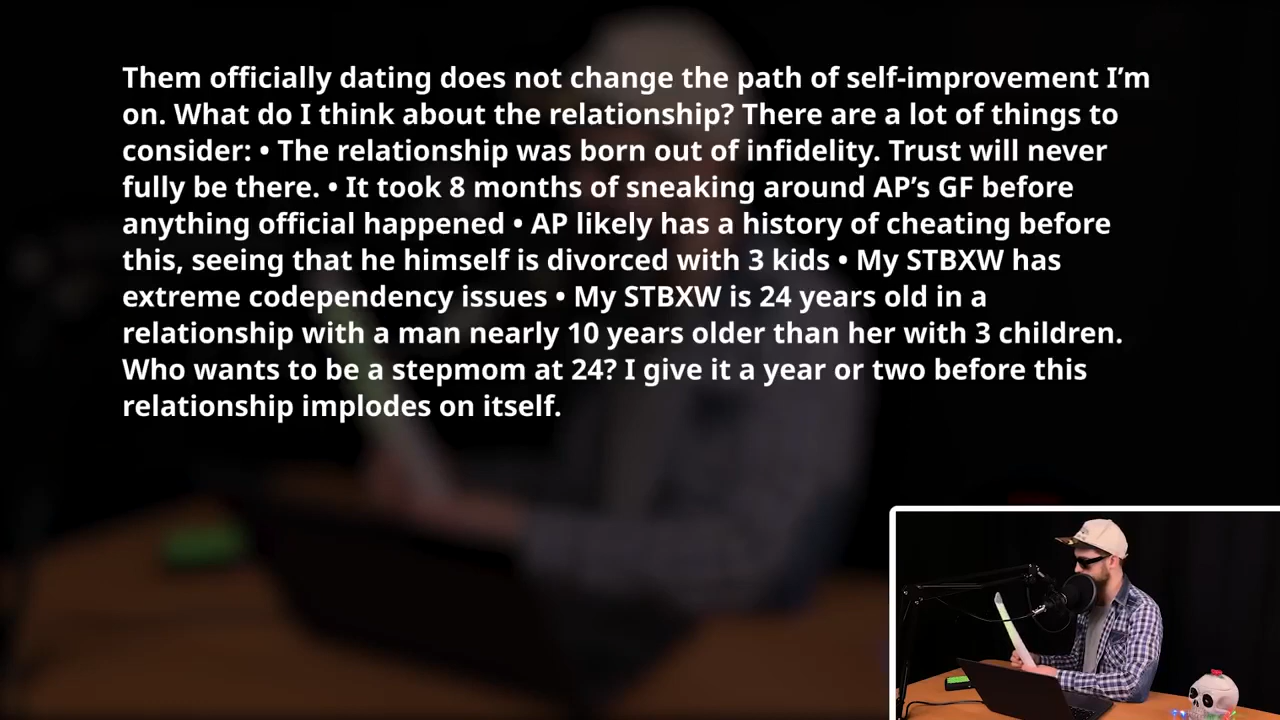 Them officially dating does not change the path of self-improvement I’m
on. What do I think about the relationship? There are a lot of things to
consider: • The relationship was born out of infidelity. Trust will never
fully be there. • It took 8 months of sneaking around AP’s GF before
anything official happened • AP likely has a history of cheating before
this, seeing that he himself is divorced with 3 kids • My STBXW has
extreme codependency issues • My STBXW is 24 years old in a
relationship with a man nearly 10 years older than her with 3 children.
Who wants to be a stepmom at 24? I give it a year or two before this
relationship implodes on itself.